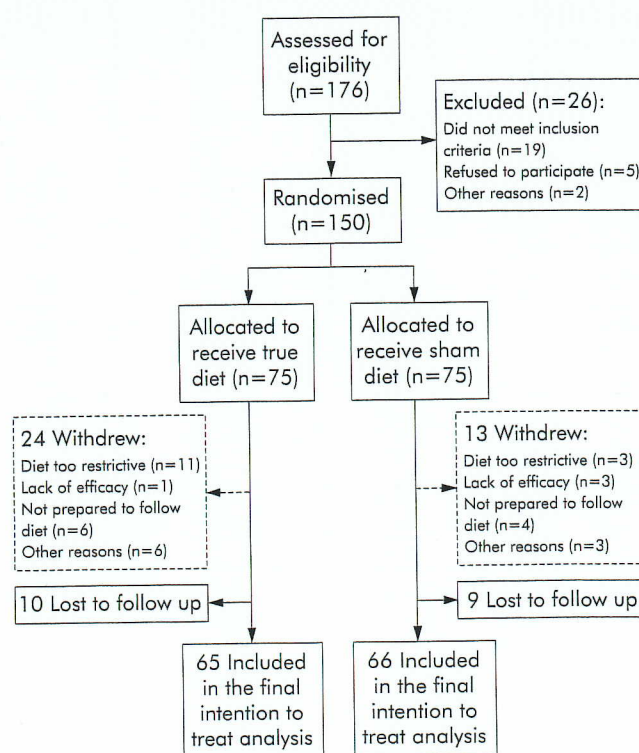 Assessed for
eligibility
(n=176)
Excluded (n=26):
Did not meet inclusion
criteria (n=19)
Refused to participate (n=5)
Other reasons (n=2)
Randomised
(n=150)
Allocated to
receive true
diet (n=75)
Allocated to
receive sham
diet (n=75)
24 Withdrew:
Diet too restrictive (n=11)
Lack of efficacy (n=1)
Not prepared to follow
diet (n=6)
Other reasons (n=6)
13 Withdrew:
Diet too restrictive (n=3)
Lack of efficacy (n=3)
Not prepared to follow
diet (n=4)
Other reasons (n=3)
10 Lost to follow up
9 Lost to follow up
65 Included
in the final
intention to
treat analysis
66 Included
in the final
intention to
treat analysis